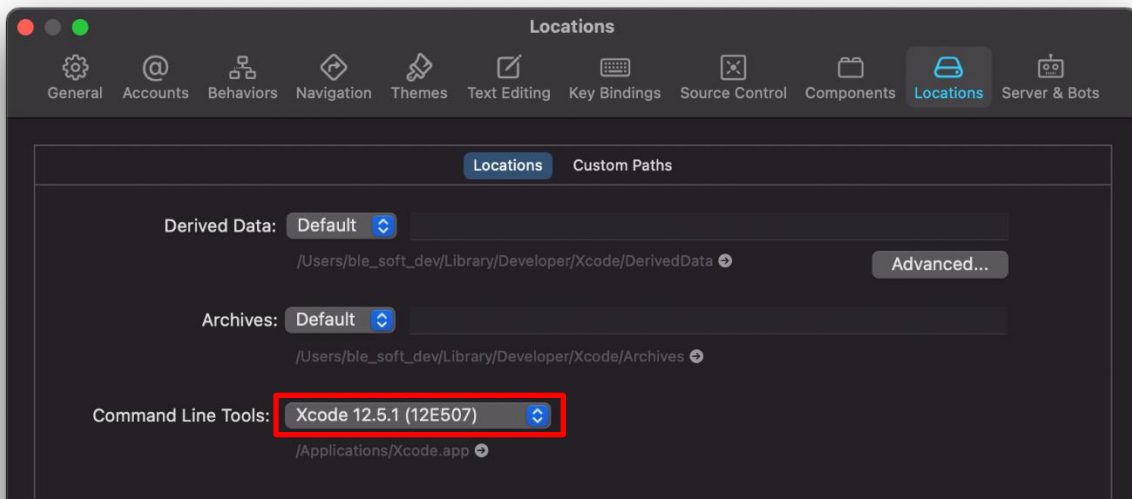 Locations
General Accounts Behaviors Navigation Themes Text Editing Key Bindings Source Control Components Locations Server & Bots
Locations Custom Paths
Derived Data: Default
/Users/ble_soft_dev/Library/Developer/Xcode/DerivedData
Advanced...
Archives: Default
/Users/ble_soft_dev/Library/Developer/Xcode/Archives
Command Line Tools: Xcode 12.5.1 (12E507)
/Applications/Xcode.app